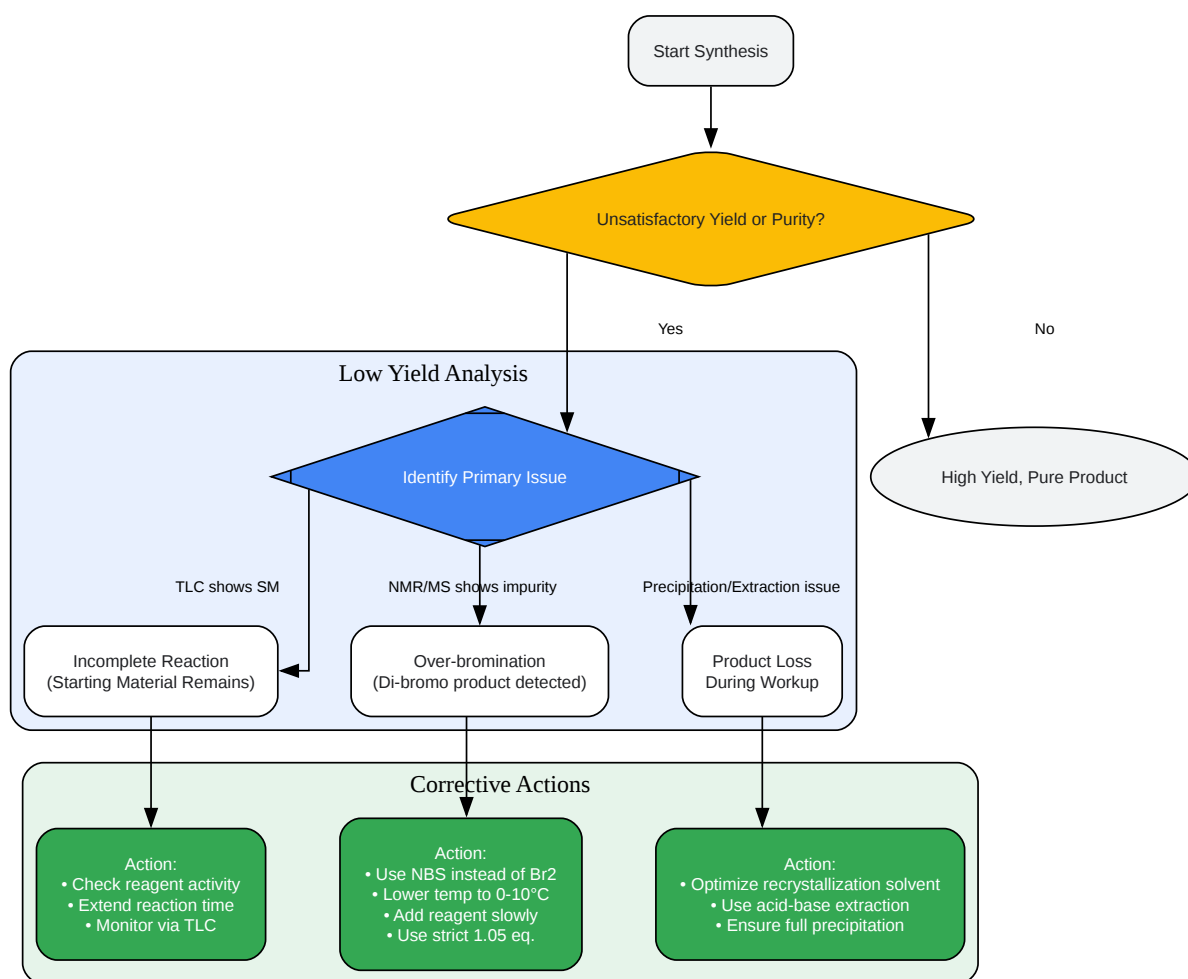 Start Synthesis
Unsatisfactory Yield or Purity?
Yes
No
Low Yield Analysis
Identify Primary Issue
High Yield, Pure Product
TLC shows SM
NMR/MS shows impurity
Precipitation/Extraction issue
Incomplete Reaction
(Starting Material Remains)
Over-bromination
(Di-bromo product detected)
Product Loss
During Workup
Corrective Actions
Action:
• Check reagent activity
• Extend reaction time
• Monitor via TLC
Action:
• Use NBS instead of Br2
• Lower temp to 0-10°C
• Add reagent slowly
• Use strict 1.05 eq.
Action:
• Optimize recrystallization solvent
• Use acid-base extraction
• Ensure full precipitation